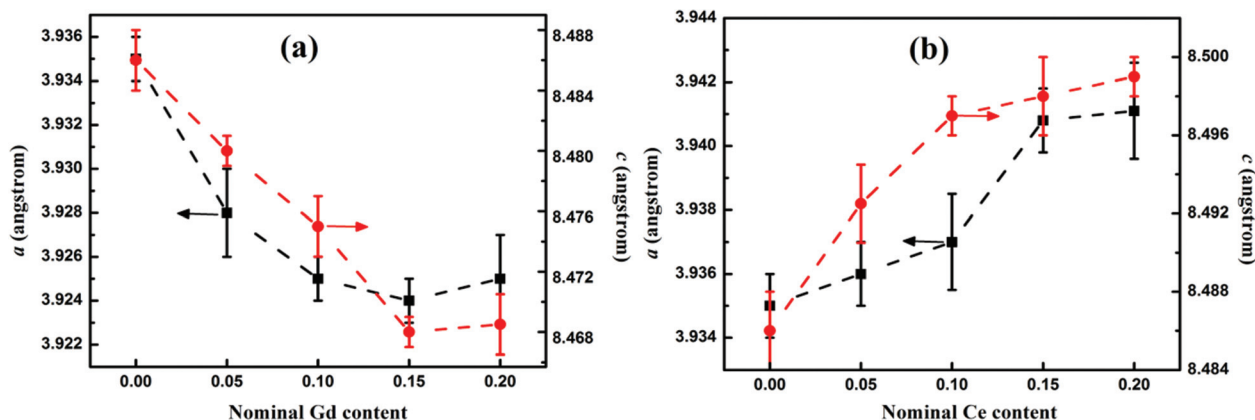 (a)
a (angstrom)
3.936
3.934
3.932
3.930
3.928
3.926
3.924
3.922
8.488
8.484
8.480
8.476
8.472
8.468
c (angstrom)
0.00 0.05 0.10 0.15 0.20
Nominal Gd content
(b)
a (angstrom)
3.944
3.942
3.940
3.938
3.936
3.934
8.500
8.496
8.492
8.488
8.484
c (angstrom)
0.00 0.05 0.10 0.15 0.20
Nominal Ce content